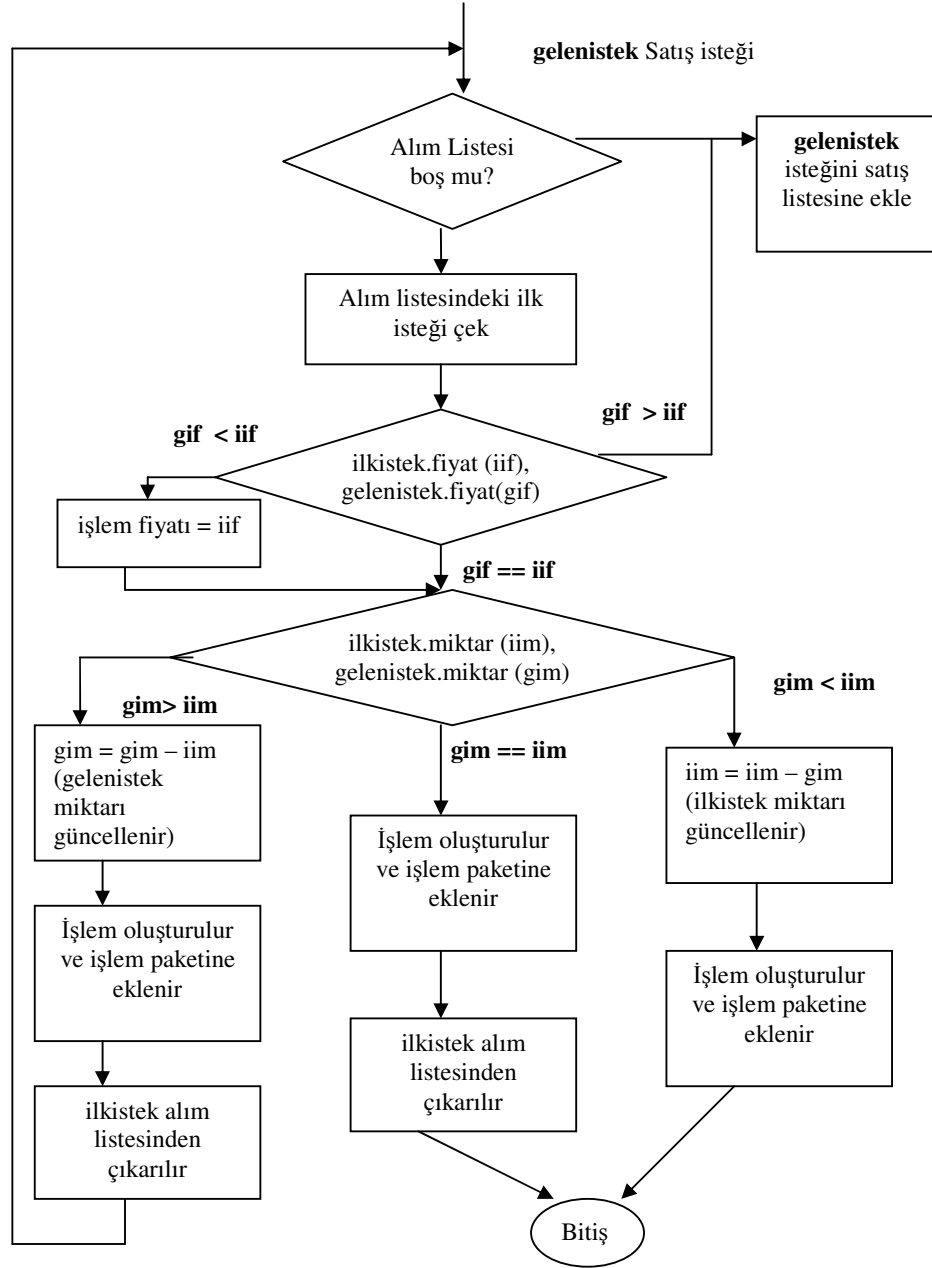 gelenistek Satış isteği
Alım Listesi
boş mu?
gelenistek
isteğini satış
listesine ekle
Alım listesindeki ilk
isteği çek
gif > iif
gif < iif
ilkistek.fiyat (iif),
gelenistek.fiyat(gif)
işlem fiyatı = iif
gif == iif
ilkistek.miktar (iim),
gelenistek.miktar (gim)
gim < iim
gim> iim
gim == iim
gim = gim – iim
(gelenistek
miktarı
güncellenir)
iim = iim – gim
(ilkistek miktarı
güncellenir)
İşlem oluşturulur
ve işlem paketine
eklenir
İşlem oluşturulur
ve işlem paketine
eklenir
İşlem oluşturulur
ve işlem paketine
eklenir
ilkistek alım
listesinden
çıkarılır
ilkistek alım
listesinden
çıkarılır
Bitiş